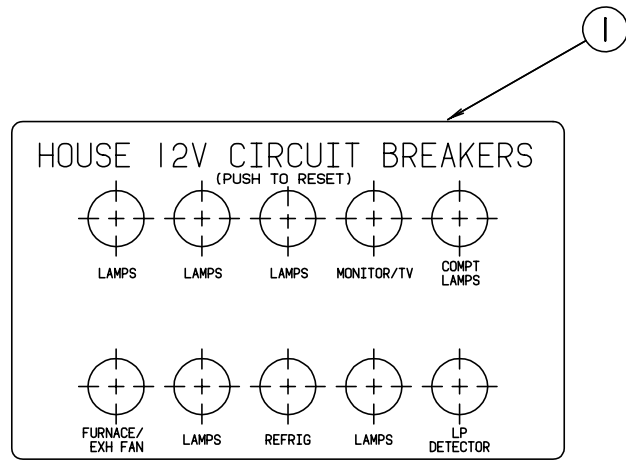 1
HOUSE 12V CIRCUIT BREAKERS
(PUSH TO RESET)
LAMPS LAMPS LAMPS MONITOR/TV COMPT
LAMPS
FURNACE/
EXH FAN LAMPS REFRIG LAMPS LP
DETECTOR